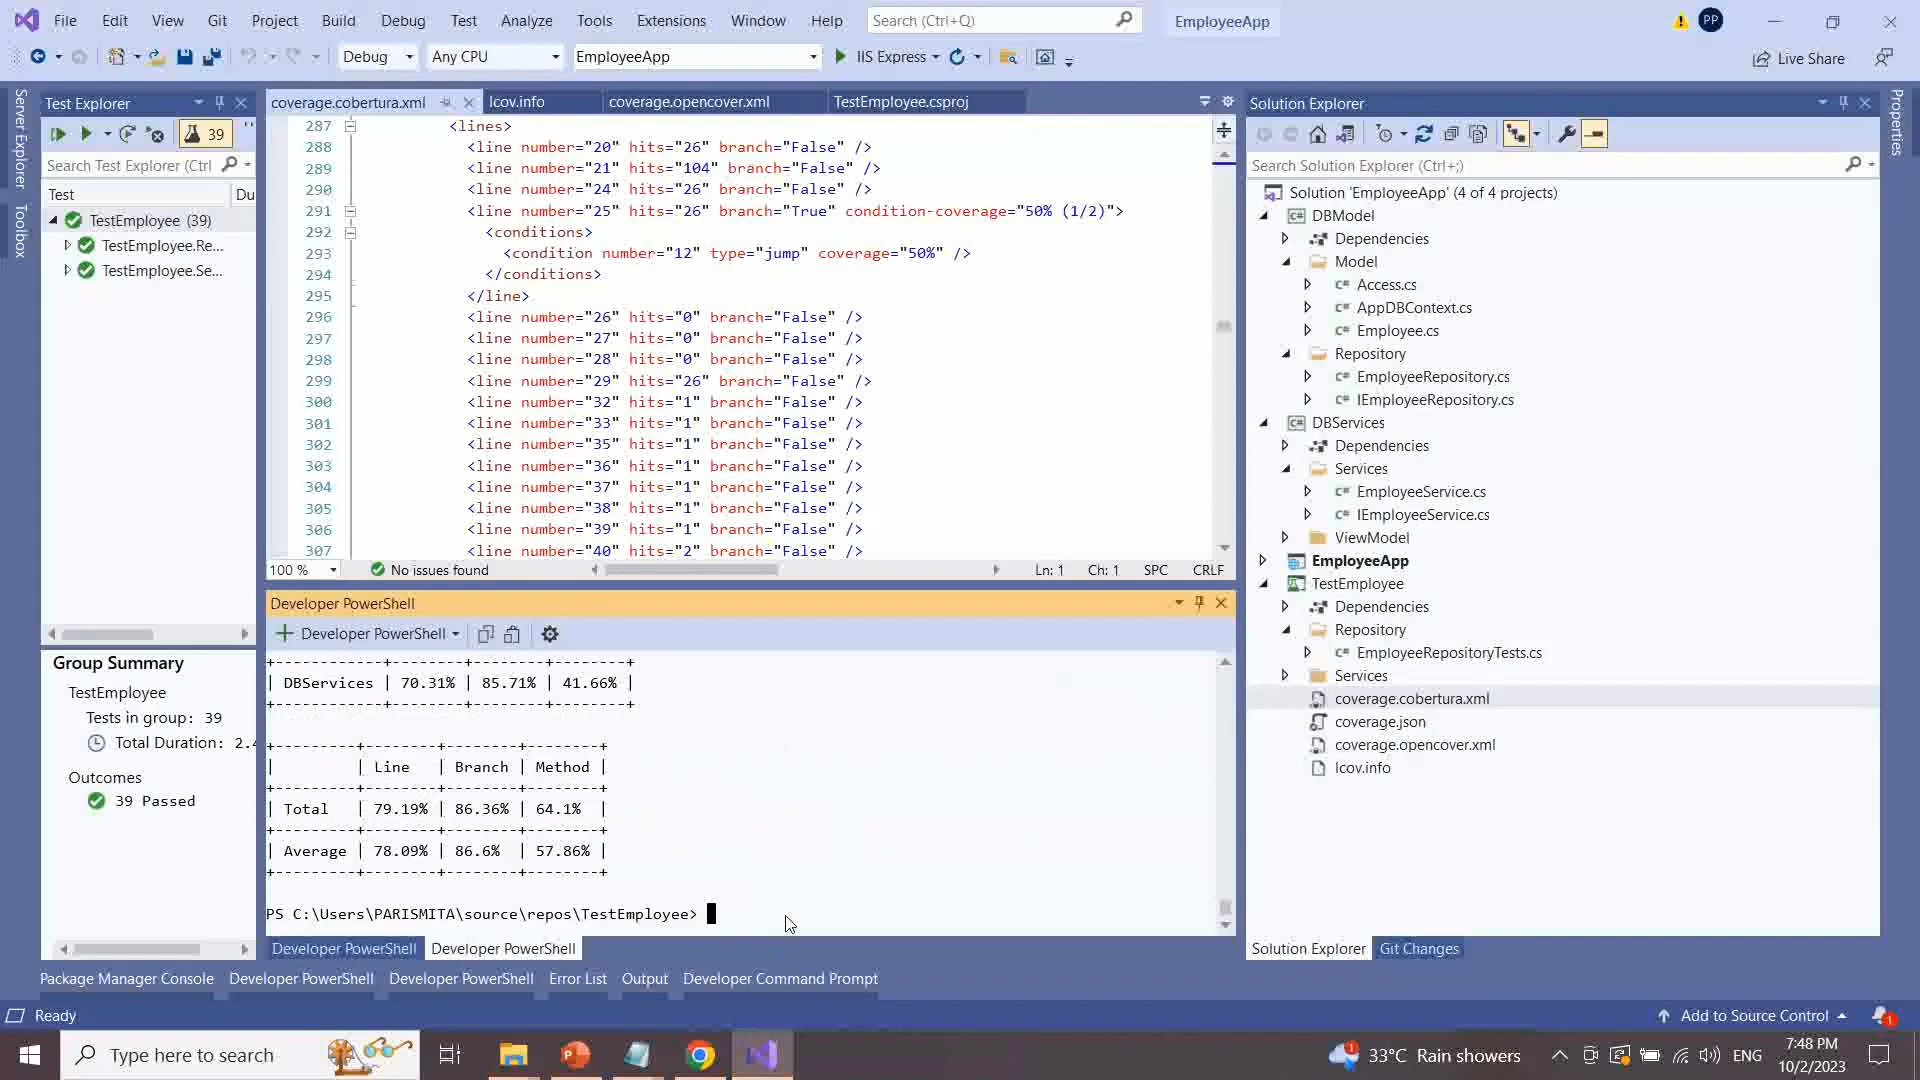 File Edit View Git Project Build Debug Test Analyze Tools Extensions Window Help Search (Ctrl+Q) EmployeeApp PP
Debug Any CPU EmployeeApp IIS Express Live Share
Server Explorer
Toolbox
Test Explorer
39
Search Test Explorer (Ctrl
Test Du
TestEmployee (39)
TestEmployee.Re...
TestEmployee.Se...
Group Summary
TestEmployee
Tests in group: 39
Total Duration: 2.4
Outcomes
39 Passed
coverage.cobertura.xml lcov.info coverage.opencover.xml TestEmployee.csproj
287 <lines>
288 <line number="20" hits="26" branch="False" />
289 <line number="21" hits="104" branch="False" />
290 <line number="24" hits="26" branch="False" />
291 <line number="25" hits="26" branch="True" condition-coverage="50% (1/2)">
292 <conditions>
293 <condition number="12" type="jump" coverage="50%" />
294 </conditions>
295 </line>
296 <line number="26" hits="0" branch="False" />
297 <line number="27" hits="0" branch="False" />
298 <line number="28" hits="0" branch="False" />
299 <line number="29" hits="26" branch="False" />
300 <line number="32" hits="1" branch="False" />
301 <line number="33" hits="1" branch="False" />
302 <line number="35" hits="1" branch="False" />
303 <line number="36" hits="1" branch="False" />
304 <line number="37" hits="1" branch="False" />
305 <line number="38" hits="1" branch="False" />
306 <line number="39" hits="1" branch="False" />
307 <line number="40" hits="2" branch="False" />
100 % No issues found Ln: 1 Ch: 1 SPC CRLF
Developer PowerShell
Developer PowerShell
+------------+--------+--------+--------+
| DBServices | 70.31% | 85.71% | 41.66% |
+------------+--------+--------+--------+
+---------+--------+--------+--------+
| | Line | Branch | Method |
+---------+--------+--------+--------+
| Total | 79.19% | 86.36% | 64.1% |
+---------+--------+--------+--------+
| Average | 78.09% | 86.6% | 57.86% |
+---------+--------+--------+--------+
PS C:\Users\PARISMITA\source\repos\TestEmployee>
Developer PowerShell Developer PowerShell
Solution Explorer
Search Solution Explorer (Ctrl+;)
Solution 'EmployeeApp' (4 of 4 projects)
DBModel
Dependencies
Model
C# Access.cs
C# AppDBContext.cs
C# Employee.cs
Repository
C# EmployeeRepository.cs
C# IEmployeeRepository.cs
DBServices
Dependencies
Services
C# EmployeeService.cs
C# IEmployeeService.cs
ViewModel
EmployeeApp
TestEmployee
Dependencies
Repository
C# EmployeeRepositoryTests.cs
Services
coverage.cobertura.xml
coverage.json
coverage.opencover.xml
lcov.info
Solution Explorer Git Changes
Properties
Package Manager Console Developer PowerShell Developer PowerShell Error List Output Developer Command Prompt
Ready Add to Source Control 1
Type here to search 1 33°C Rain showers ENG 7:48 PM
10/2/2023